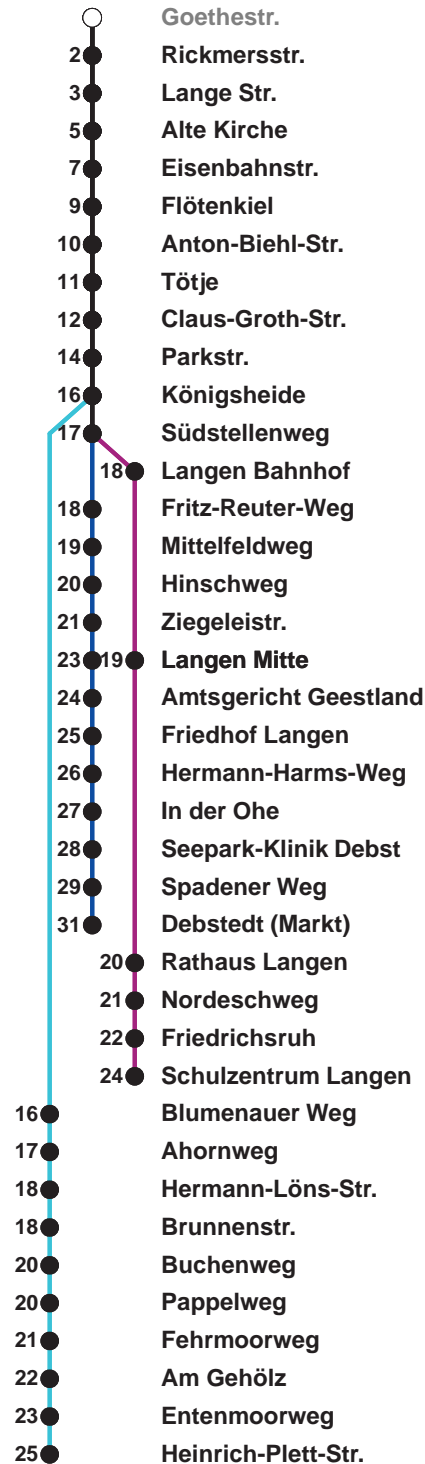 Goethestr.
2 Rickmersstr.
3 Lange Str.
5 Alte Kirche
7 Eisenbahnstr.
9 Flötenkiel
10 Anton-Biehl-Str.
11 Tötje
12 Claus-Groth-Str.
14 Parkstr.
16 Königsheide
17 Südstellenweg
18 Langen Bahnhof
18 Fritz-Reuter-Weg
19 Mittelfeldweg
20 Hinschweg
21 Ziegeleistr.
23 19 Langen Mitte
24 Amtsgericht Geestland
25 Friedhof Langen
26 Hermann-Harms-Weg
27 In der Ohe
28 Seepark-Klinik Debst
29 Spadener Weg
31 Debstedt (Markt)
20 Rathaus Langen
21 Nordeschweg
22 Friedrichsruh
24 Schulzentrum Langen
16 Blumenauer Weg
17 Ahornweg
18 Hermann-Löns-Str.
18 Brunnenstr.
20 Buchenweg
20 Pappelweg
21 Fehrmoorweg
22 Am Gehölz
23 Entenmoorweg
25 Heinrich-Plett-Str.